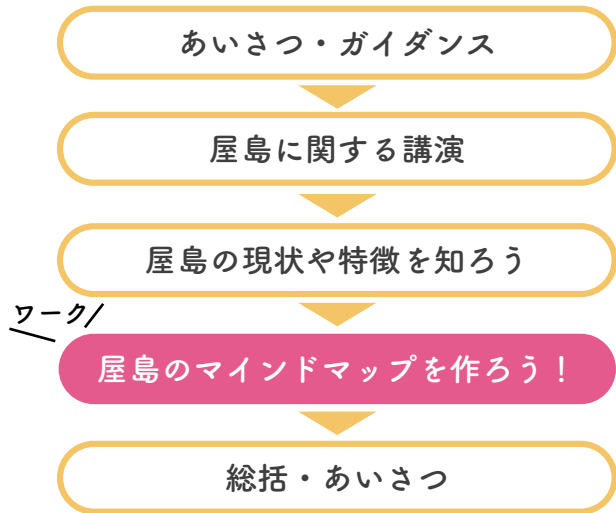 あいさつ・ガイダンス
屋島に関する講演
屋島の現状や特徴を知ろう
ワーク
屋島のマインドマップを作ろう！
総括・あいさつ